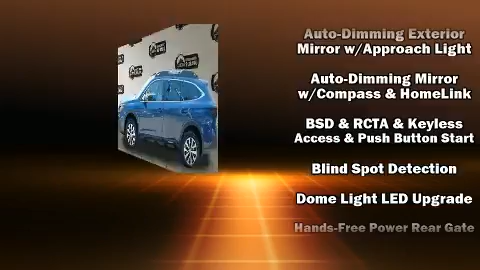 Auto-Dimming Exterior
Mirror w/Approach Light
Auto-Dimming Mirror
w/Compass & HomeLink
BSD & RCTA & Keyless
Access & Push Button Start
Blind Spot Detection
Dome Light LED Upgrade
Hands-Free Power Rear Gate